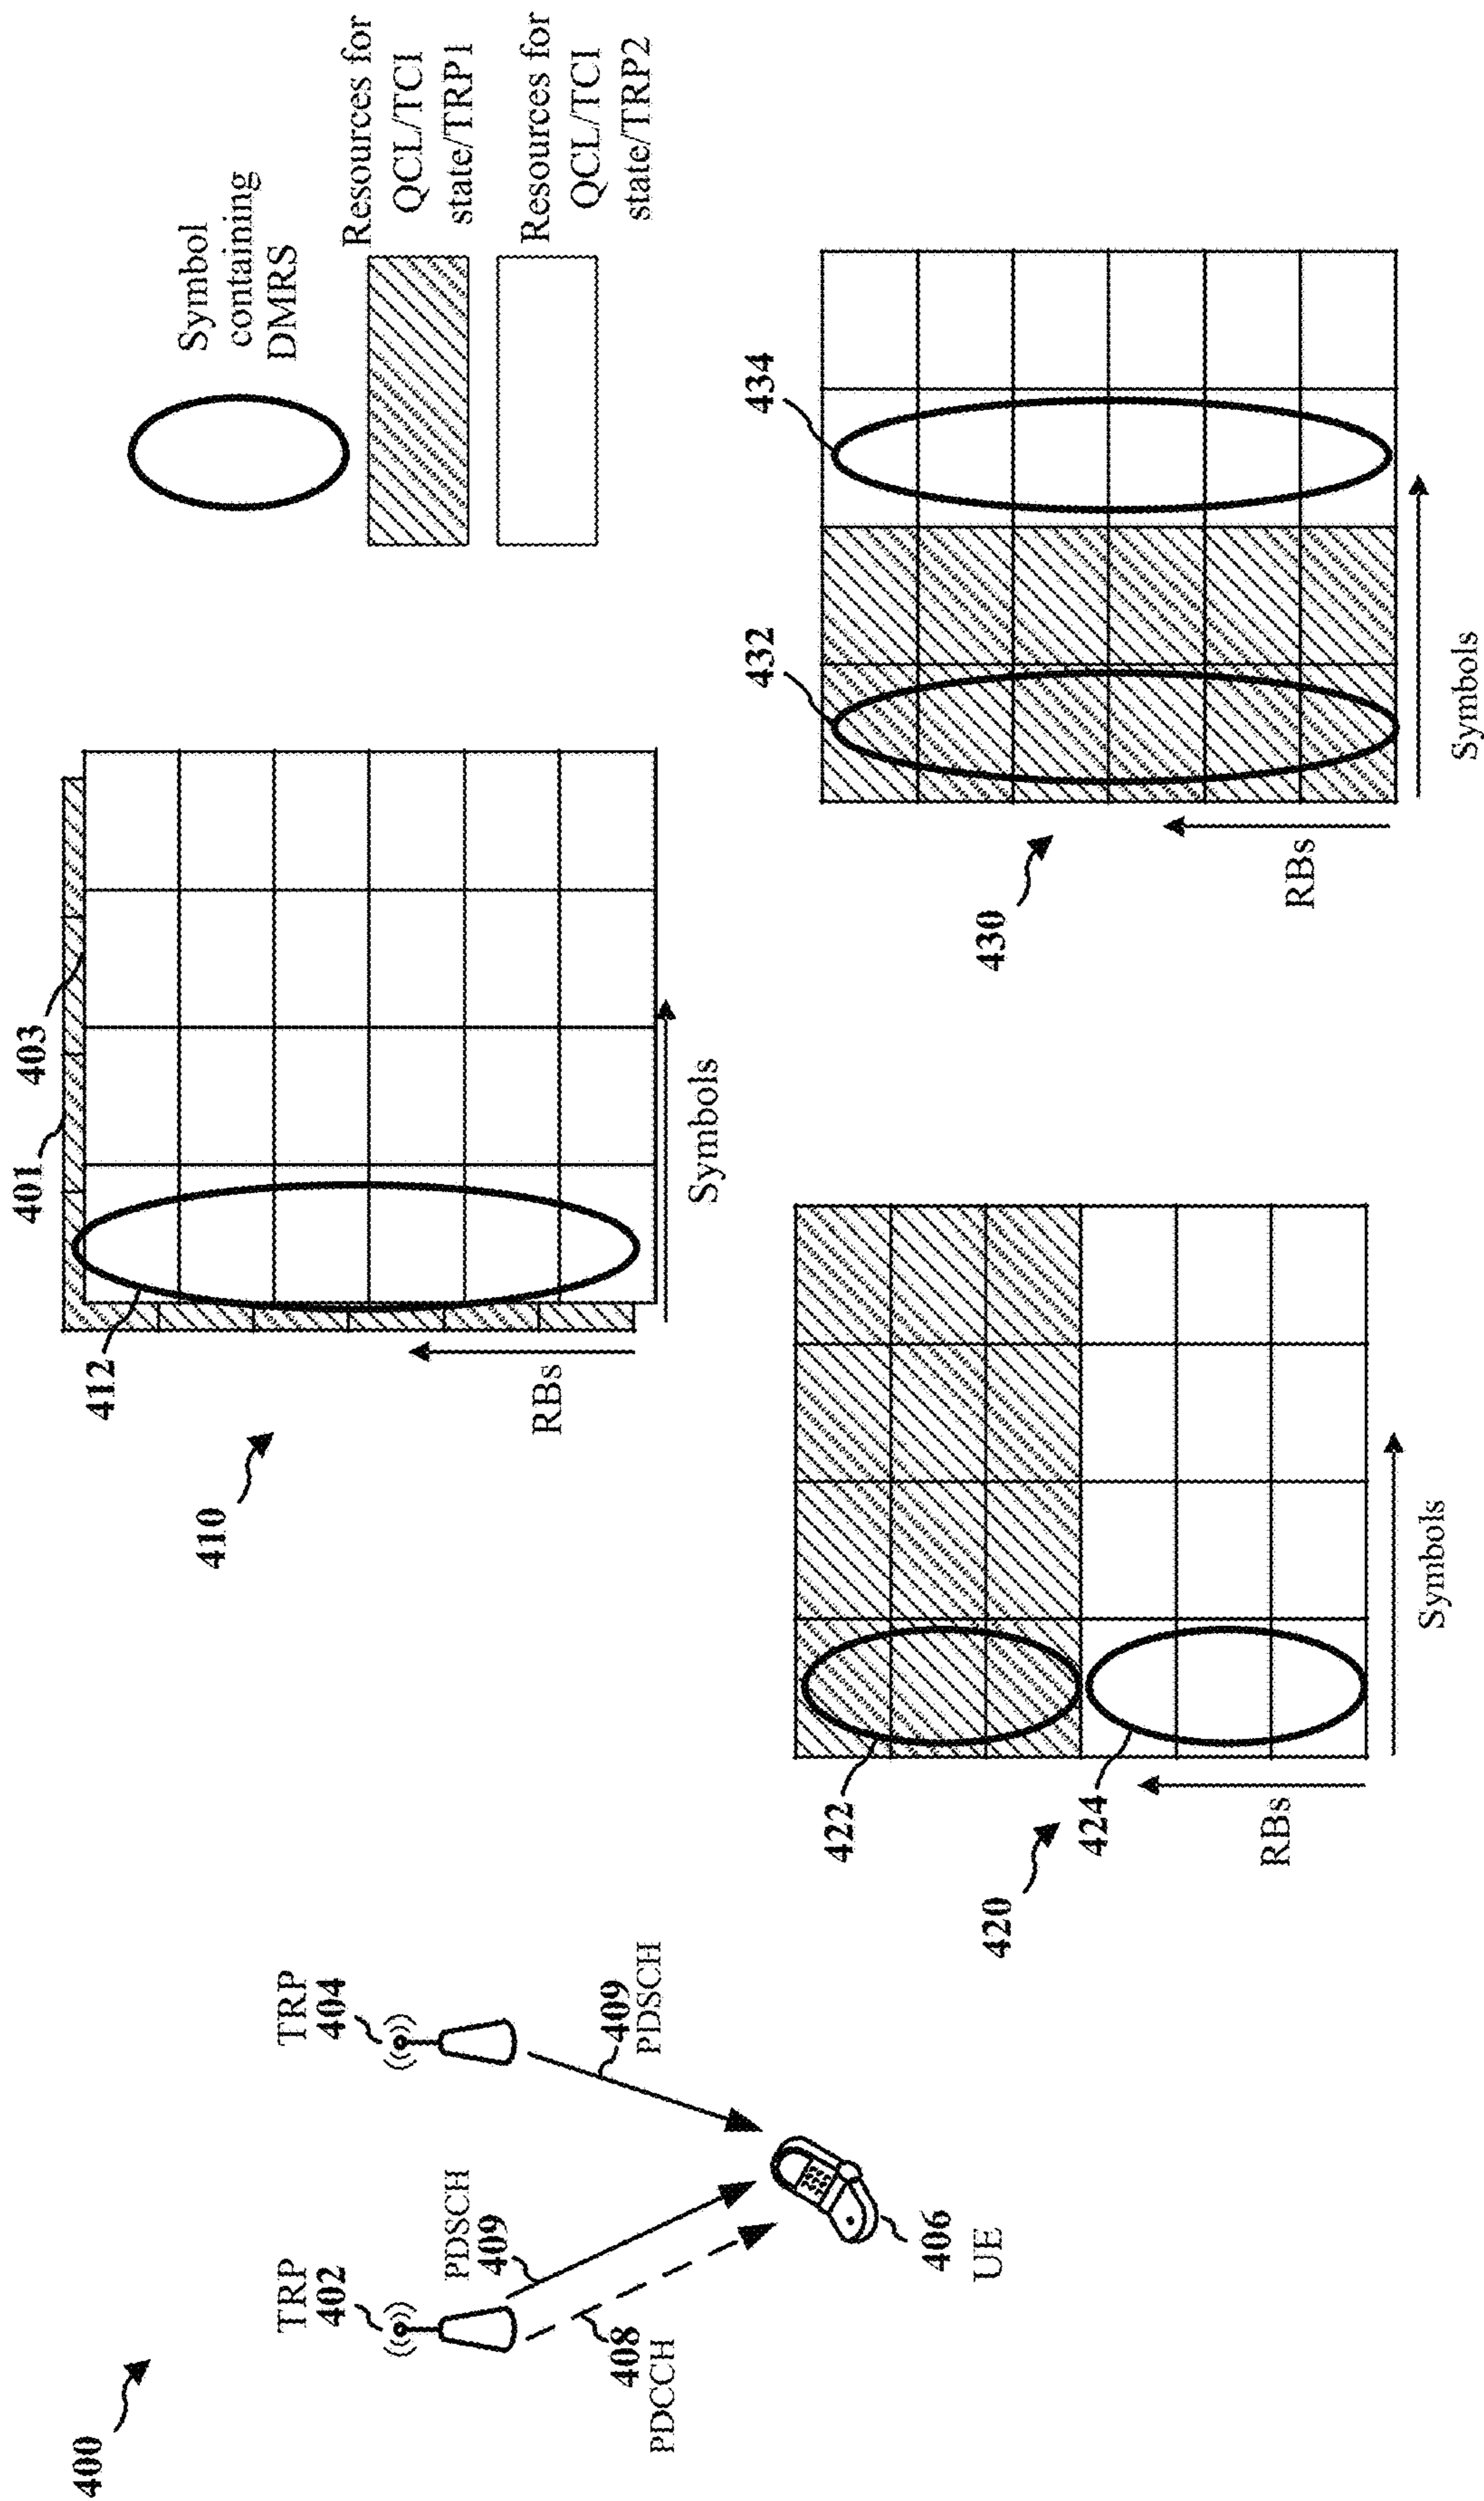 400
TRP
402
TRP
404
PDSCH
409
408
PDCCH
409
PDSCH
406
UE
410
412
401
403
RBs
Symbols
Symbol
containing
DMRS
Resources for
QCL/TCI
state/TRP1
Resources for
QCL/TCI
state/TRP2
420
422
424
RBs
Symbols
430
432
434
RBs
Symbols